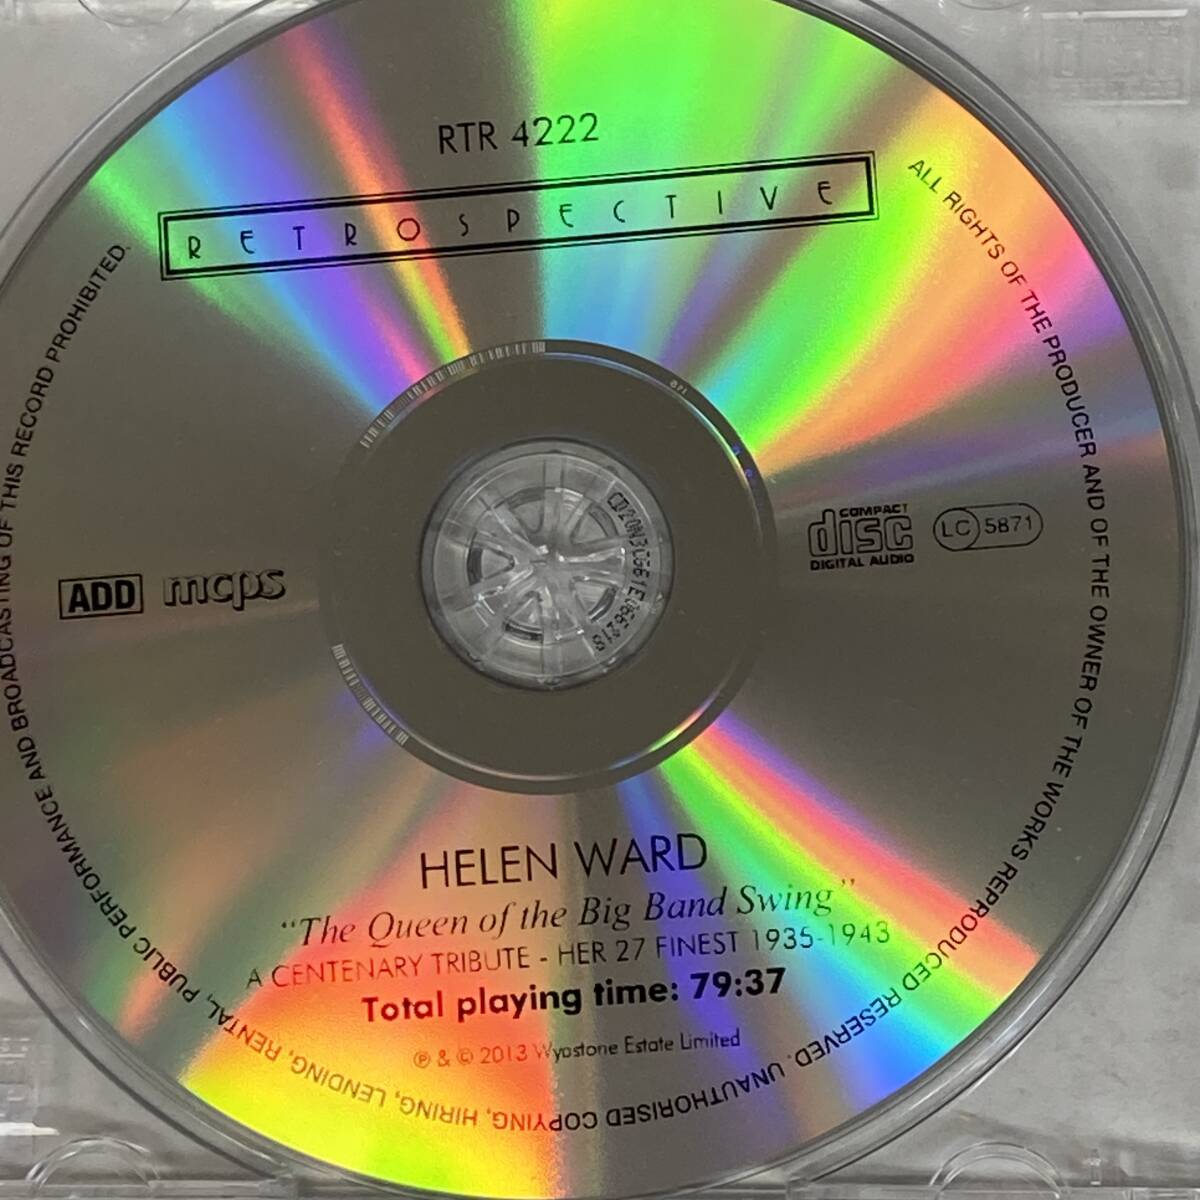 RTR 4222
RETROSPECTIVE
ALL RIGHTS OF THE PRODUCER AND OF THE OWNER OF THE WORKS REPRODUCED RESERVED. UNAUTHORISED COPYING, HIRING, LENDING, RENTAL, PUBLIC PERFORMANCE AND BROADCASTING OF THIS RECORD PROHIBITED.
COMPACT
disc
DIGITAL AUDIO
LC 5871
ADD mcps
HELEN WARD
"The Queen of the Big Band Swing"
A CENTENARY TRIBUTE - HER 27 FINEST 1935-1943
Total playing time: 79:37
℗ & © 2013 Wyastone Estate Limited